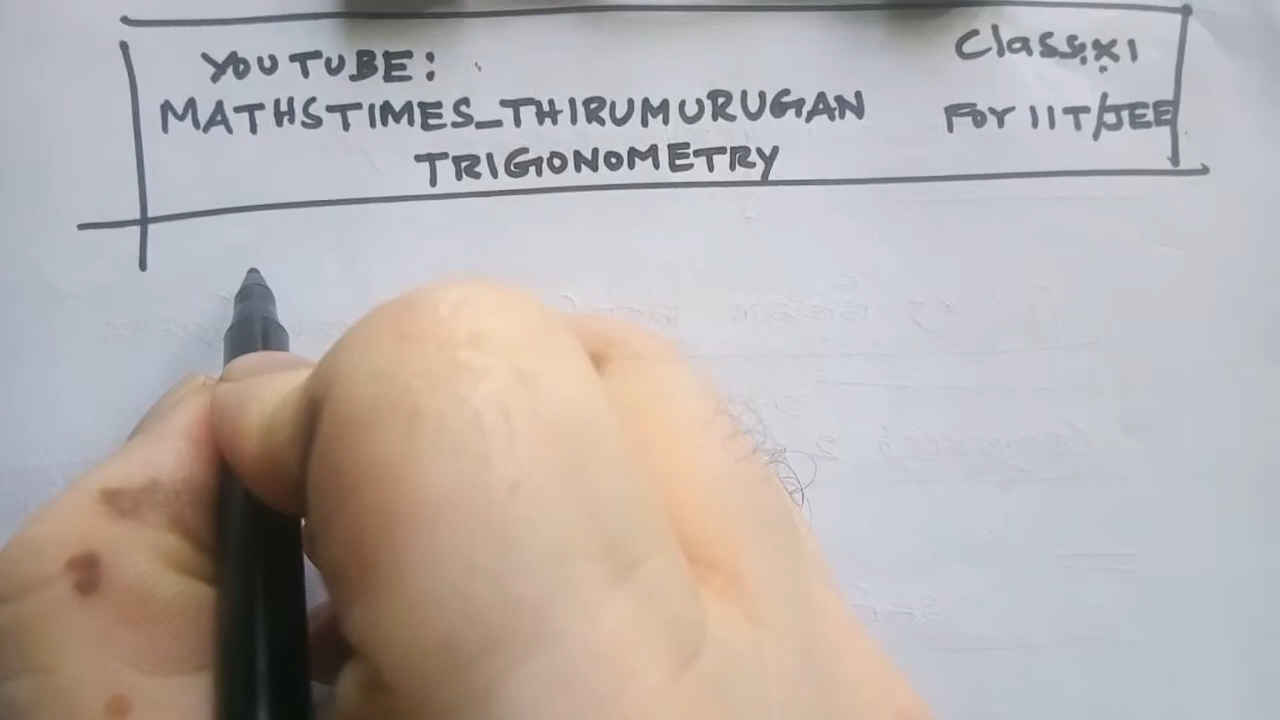 YOUTUBE:
MATHSTIMES_THIRUMURUGAN
TRIGONOMETRY
Class:XI
For IIT/JEE